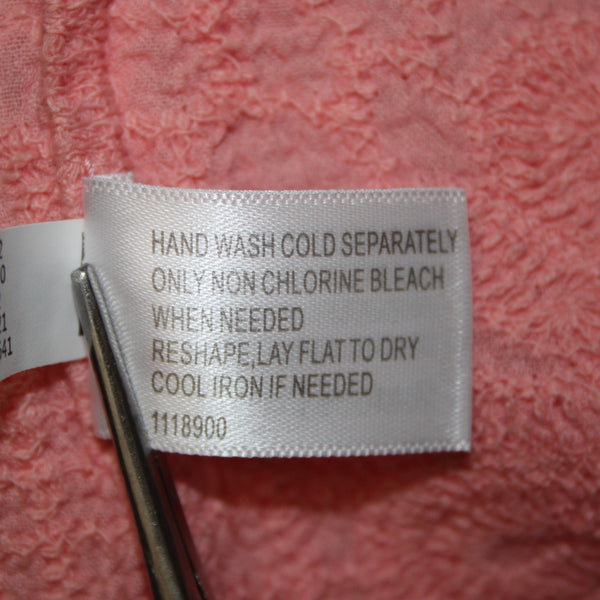 HAND WASH COLD SEPARATELY
ONLY NON CHLORINE BLEACH
WHEN NEEDED
RESHAPE,LAY FLAT TO DRY
COOL IRON IF NEEDED
1118900